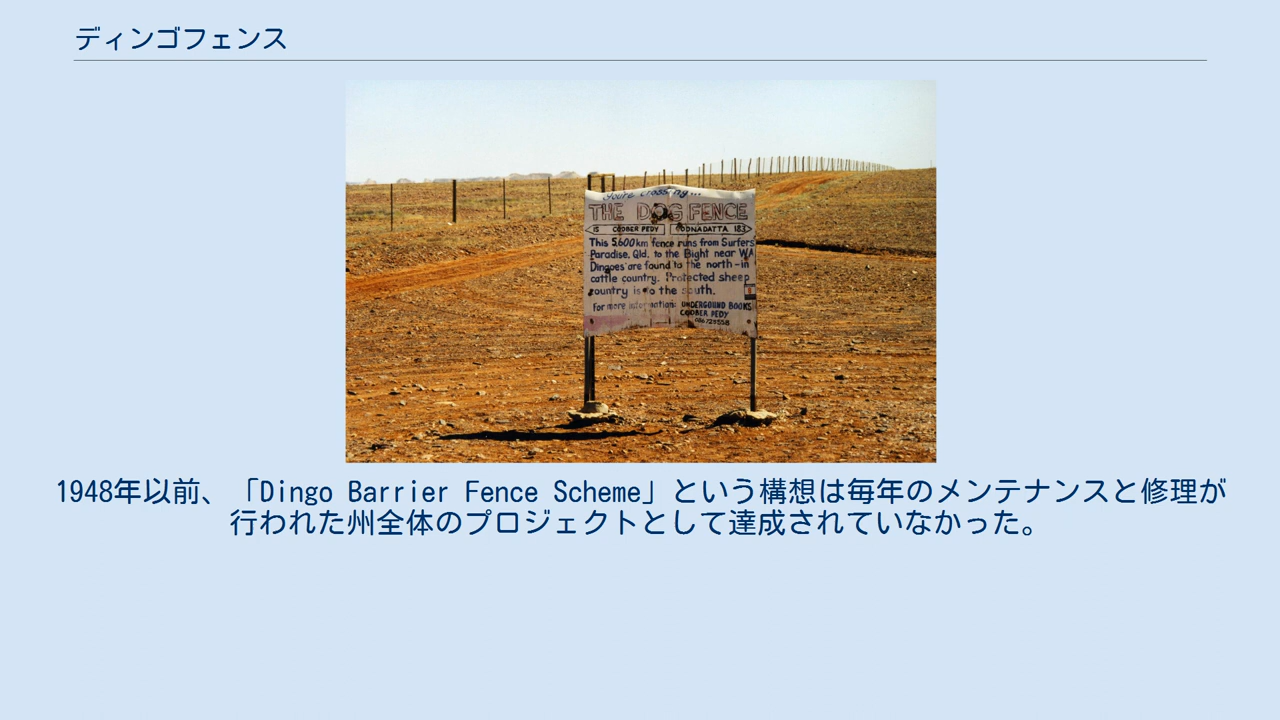 ディンゴフェンス
You're crossing...
THE DOG FENCE
15 COOBER PEDY OODNADATTA 183
This 5,600km fence runs from Surfers
Paradise, Qld. to the Bight near WA
Dingoes are found to the north-in
cattle country. Protected sheep
country is to the south.
For more information: UNDERGOUND BOOKS
COOBER PEDY
1948年以前、「Dingo Barrier Fence Scheme」という構想は毎年のメンテナンスと修理が
行われた州全体のプロジェクトとして達成されていなかった。